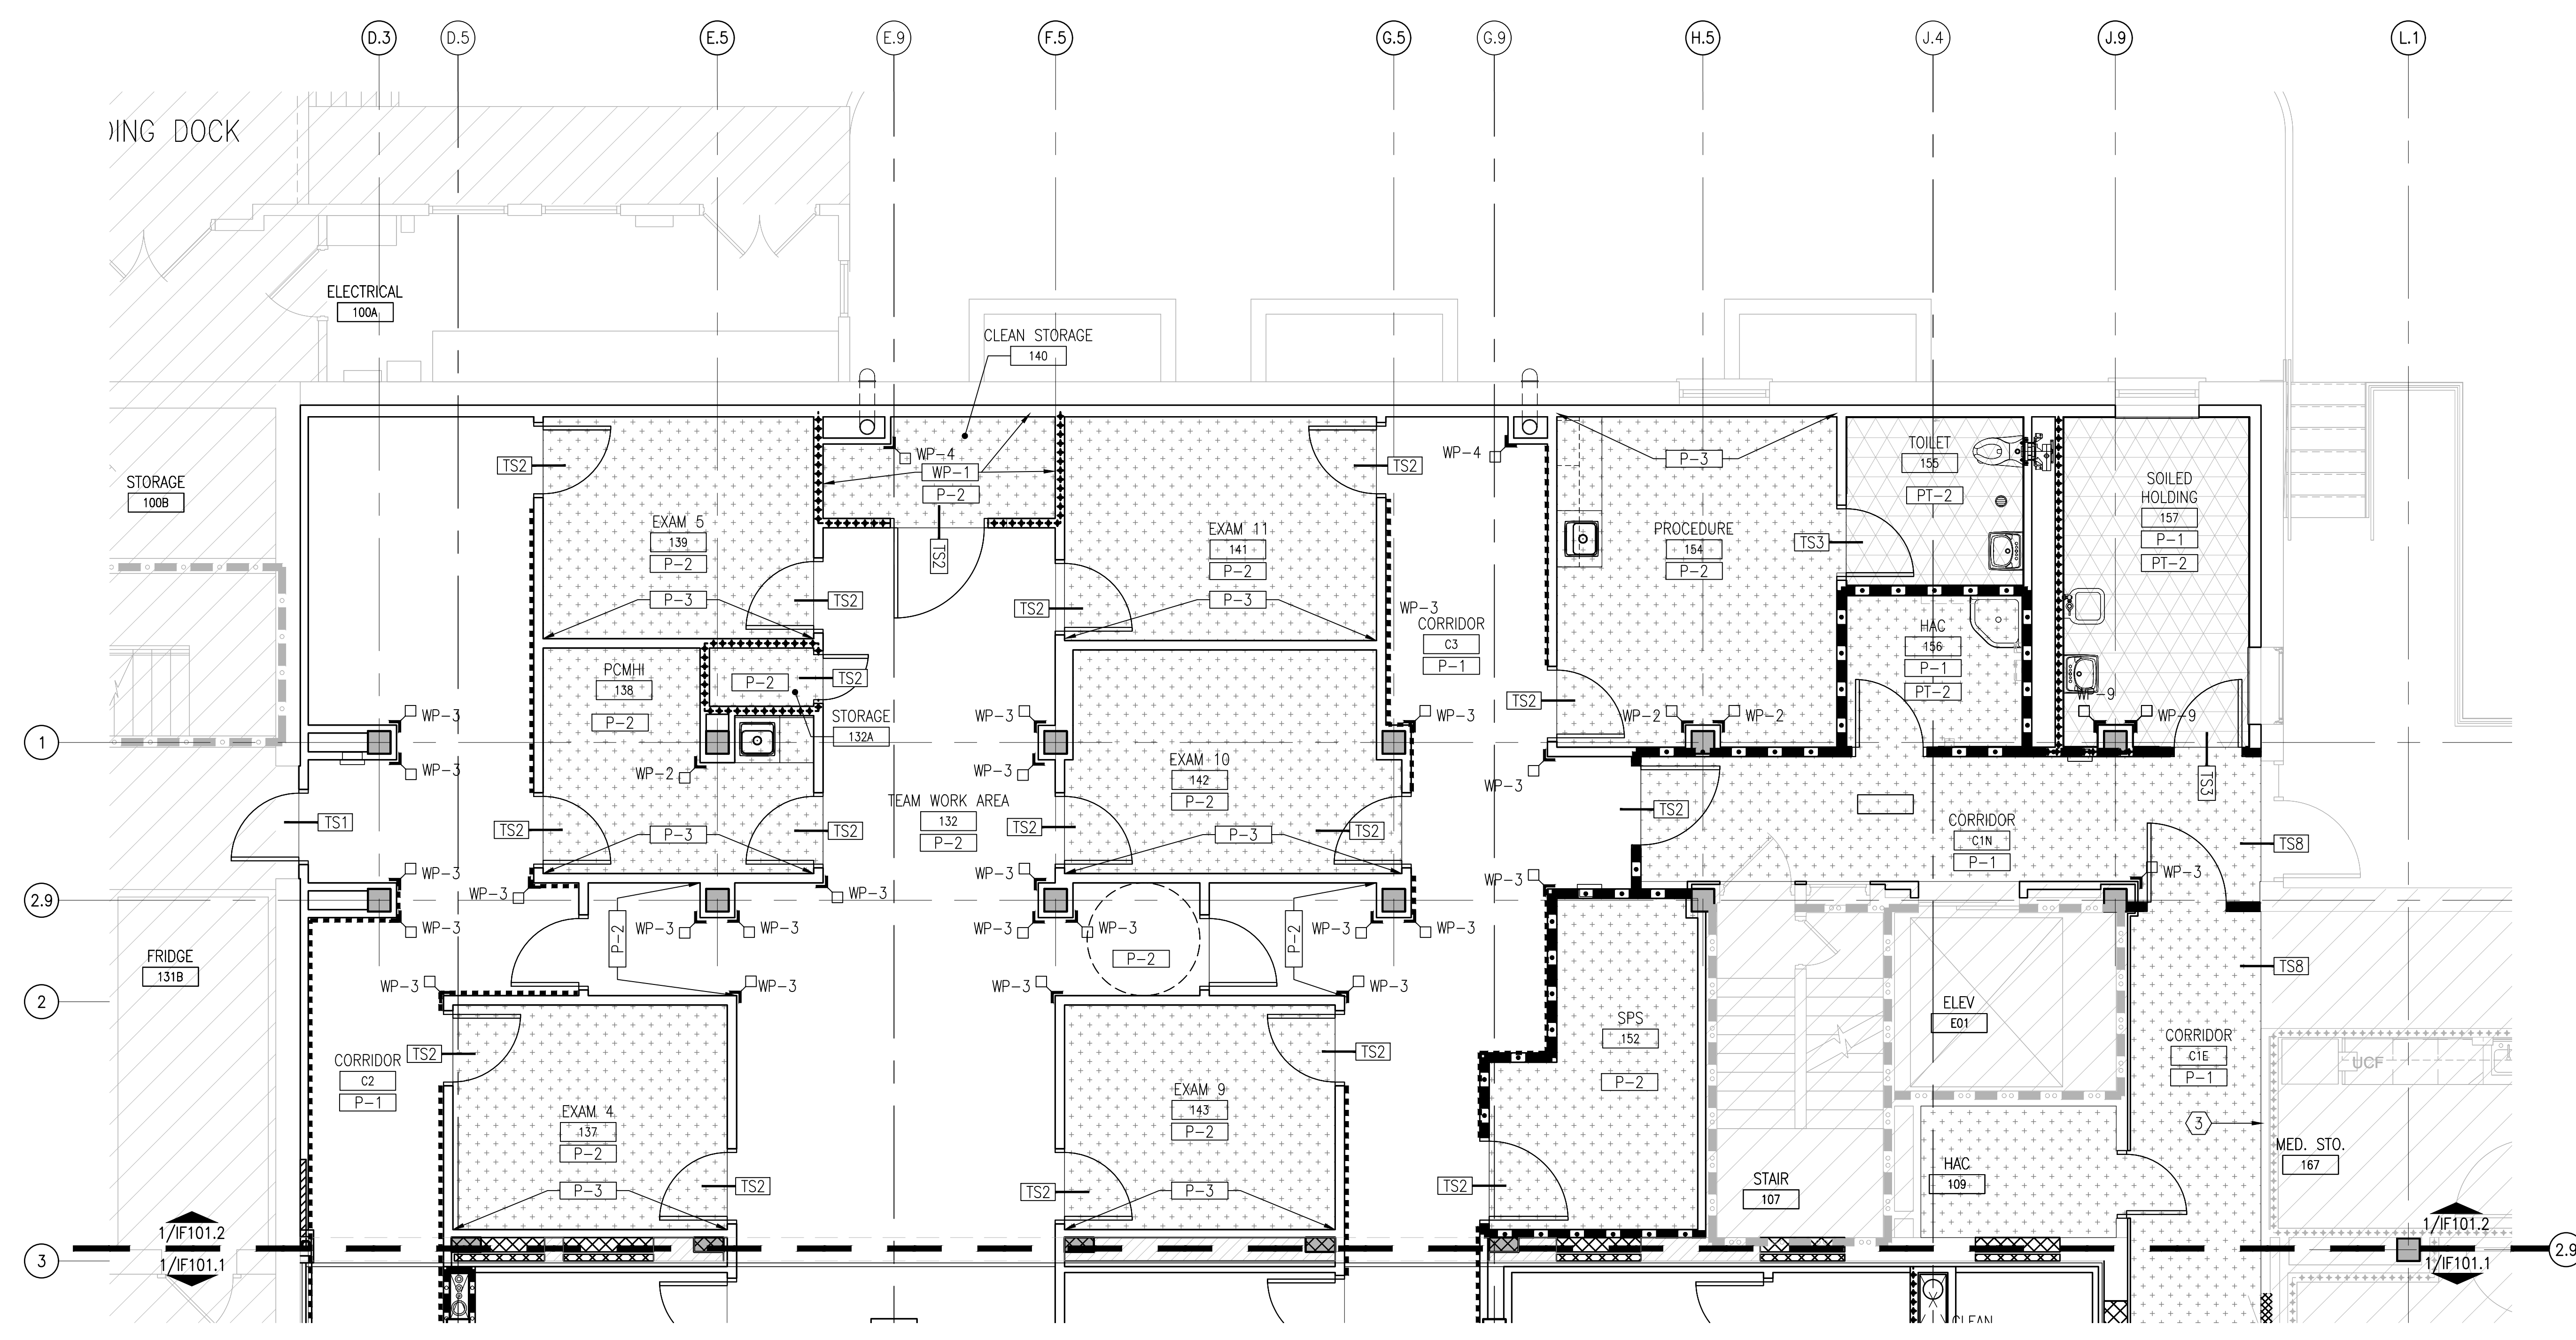 D.3
D.5
E.5
E.9
F.5
G.5
G.9
H.5
J.4
J.9
L.1
DING DOCK
ELECTRICAL
100A
CLEAN STORAGE
140
WP-4
WP-1
P-2
TS2
STORAGE
100B
TS2
EXAM 5
139
P-2
P-3
TS2
EXAM 11
141
P-2
P-3
TS2
TS2
WP-4
WP-3
CORRIDOR
C3
P-1
P-3
PROCEDURE
154
P-2
TS2
WP-2
WP-2
TOILET
155
PT-2
TS3
HAC
156
P-1
PT-2
SOILED
HOLDING
157
P-1
PT-2
WP-9
WP-9
TS3
PCMHI
138
P-2
P-2
TS2
STORAGE
132A
WP-2
P-3
TS2
TS2
1
WP-3
WP-3
TS1
WP-3
WP-3
TEAM WORK AREA
132
P-2
WP-3
WP-3
EXAM 10
142
P-2
P-3
TS2
TS2
WP-3
WP-3
TS2
CORRIDOR
C1N
P-1
TS8
WP-3
2.9
WP-3
WP-3
P-2
WP-3
WP-3
WP-3
WP-3
WP-3
P-2
P-2
WP-3
WP-3
WP-3
WP-3
TS8
FRIDGE
131B
2
WP-3
WP-3
WP-3
WP-3
CORRIDOR
C2
P-1
TS2
EXAM 4
137
P-2
P-3
TS2
EXAM 9
143
P-2
P-3
TS2
TS2
SPS
152
P-2
TS2
ELEV
E01
STAIR
107
HAC
109
CORRIDOR
C1E
P-1
3
UCF
MED. STO.
167
1/IF101.2
1/IF101.1
3
1/IF101.2
1/IF101.1
2.9
CLEAN